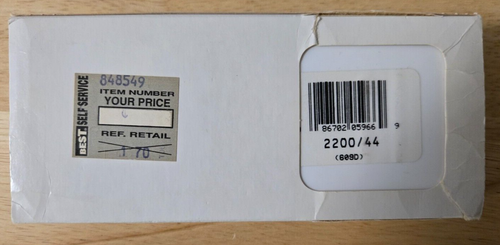 848549
ITEM NUMBER
YOUR PRICE
REF. RETAIL
BEST. SELF SERVICE
86702 05966 9
2200/44
(609D)